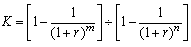 K = [1 − 1/(1+r)^m] ÷ [1 − 1/(1+r)^n]